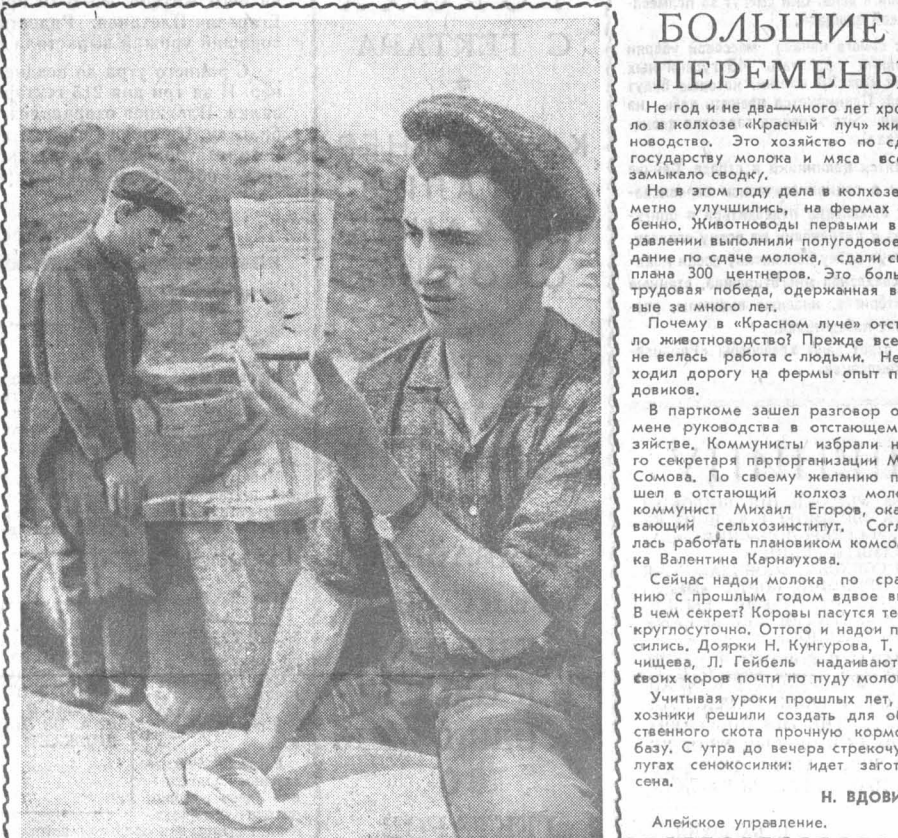 БОЛЬШИЕ
ПЕРЕМЕНЫ
Не год и не два—много лет хро
ло в колхозе «Красный луч» жи
новодство. Это хозяйство по сд
государству молока и мяса все
замыкало сводку.
Но в этом году дела в колхозе
метно улучшились, на фермах
бенно. Животноводы первыми в
равлении выполнили полугодовое
дание по сдаче молока, сдали св
плана 300 центнеров. Это боль
трудовая победа, одержанная в
вые за много лет.
Почему в «Красном луче» отст
ло животноводство? Прежде все
не велась работа с людьми. Не
ходил дорогу на фермы опыт п
довиков.
В парткоме зашел разговор о
мене руководства в отстающем
зяйстве. Коммунисты избрали н
го секретаря парторганизации М
Сомова. По своему желанию п
шел в отстающий колхоз моло
коммунист Михаил Егоров, ока
вающий сельхозинститут. Согл
лась работать плановиком комсо
ка Валентина Карнаухова.
Сейчас надои молока по сра
нию с прошлым годом вдвое в
В чем секрет? Коровы пасутся те
круглосуточно. Оттого и надои п
сились. Доярки Н. Кунгурова, Т.
чищева, Л. Гейбель надаивают
своих коров почти по пуду моло
Учитывая уроки прошлых лет,
хозники решили создать для об
ственного скота прочную кормо
базу. С утра до вечера стрекочу
лугах сенокосилки: идет загот
сена.
Н. ВДОВИ
Алейское управление.